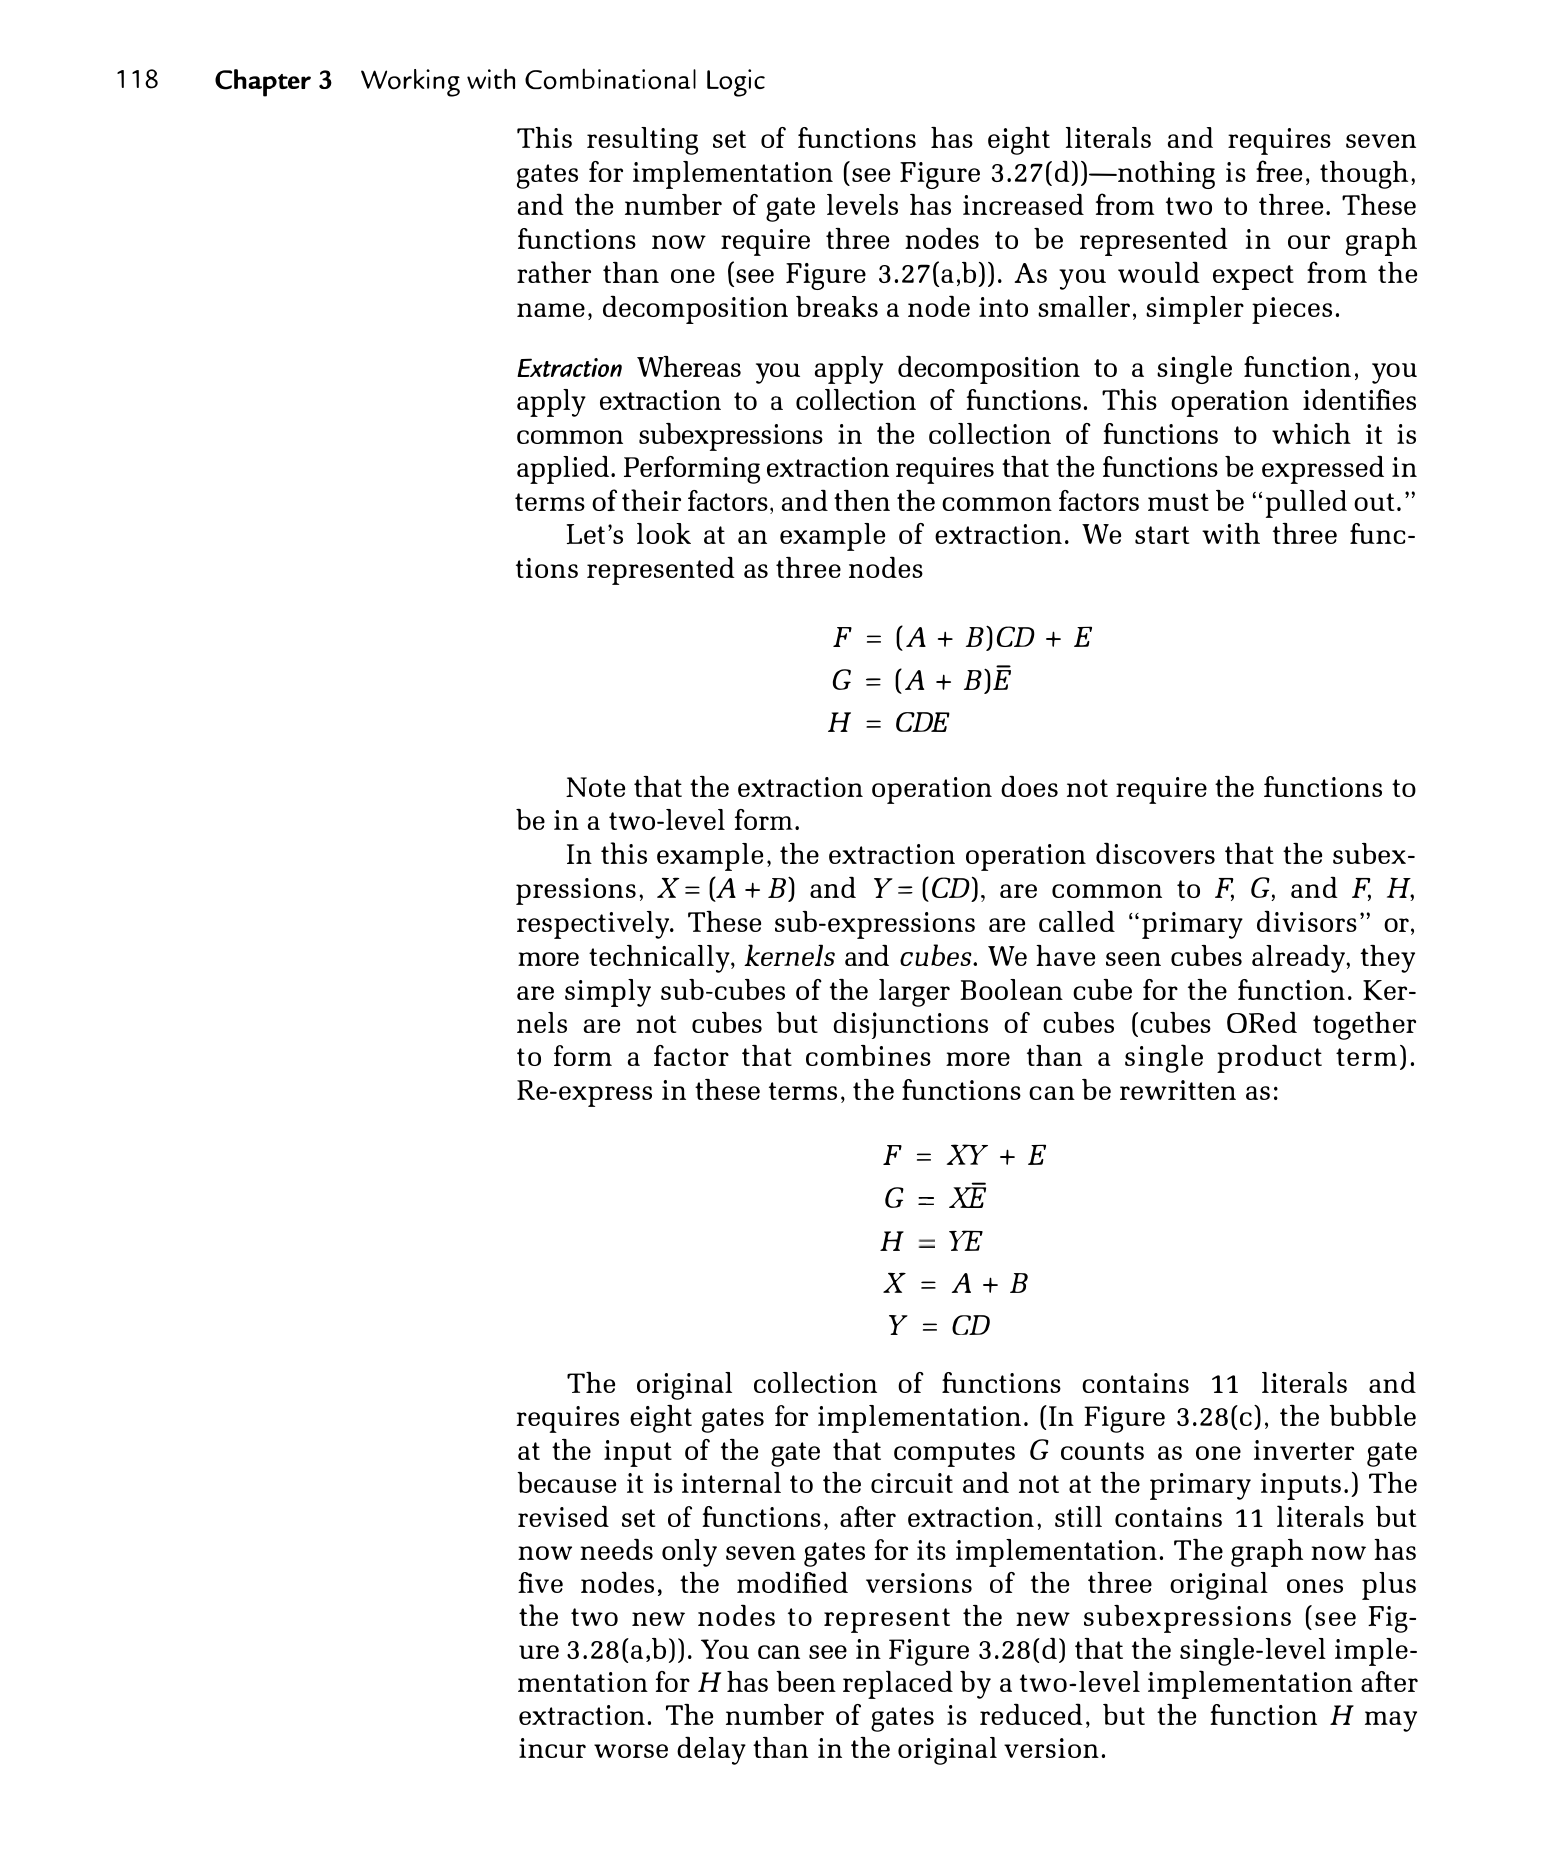 118 Chapter 3 Working with Combinational Logic
This resulting set of functions has eight literals and requires seven
gates for implementation (see Figure 3.27(d))—nothing is free, though,
and the number of gate levels has increased from two to three. These
functions now require three nodes to be represented in our graph
rather than one (see Figure 3.27(a,b)). As you would expect from the
name, decomposition breaks a node into smaller, simpler pieces.
Extraction Whereas you apply decomposition to a single function, you
apply extraction to a collection of functions. This operation identifies
common subexpressions in the collection of functions to which it is
applied. Performing extraction requires that the functions be expressed in
terms of their factors, and then the common factors must be “pulled out.”
Let’s look at an example of extraction. We start with three func-
tions represented as three nodes
F = (A + B)CD + E
G = (A + B)Ē
H = CDE
Note that the extraction operation does not require the functions to
be in a two-level form.
In this example, the extraction operation discovers that the subex-
pressions, X = (A + B) and Y = (CD), are common to F, G, and F, H,
respectively. These sub-expressions are called “primary divisors” or,
more technically, kernels and cubes. We have seen cubes already, they
are simply sub-cubes of the larger Boolean cube for the function. Ker-
nels are not cubes but disjunctions of cubes (cubes ORed together
to form a factor that combines more than a single product term).
Re-express in these terms, the functions can be rewritten as:
F = XY + E
G = XĒ
H = YE
X = A + B
Y = CD
The original collection of functions contains 11 literals and
requires eight gates for implementation. (In Figure 3.28(c), the bubble
at the input of the gate that computes G counts as one inverter gate
because it is internal to the circuit and not at the primary inputs.) The
revised set of functions, after extraction, still contains 11 literals but
now needs only seven gates for its implementation. The graph now has
five nodes, the modified versions of the three original ones plus
the two new nodes to represent the new subexpressions (see Fig-
ure 3.28(a,b)). You can see in Figure 3.28(d) that the single-level imple-
mentation for H has been replaced by a two-level implementation after
extraction. The number of gates is reduced, but the function H may
incur worse delay than in the original version.